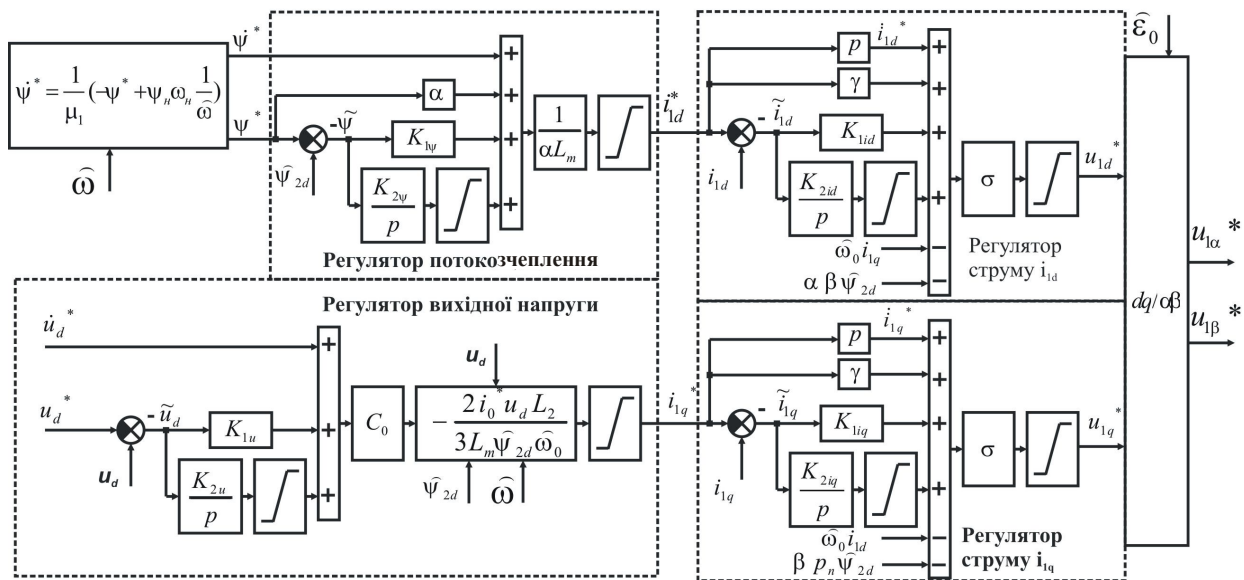 ψ̇*
ψ̇* = 1/μ₁ (-ψ* + ψн ωн 1/ω̂)
ψ*
ω̂
+
α
+
-ψ̃
K1ψ
+
ψ̂2d
K2ψ/p
+
1/αLm
Регулятор потокозчеплення
i1d*
p
i̇1d*
+
γ
+
- ĩ1d
K1id
+
i1d
K2id/p
+
ω̂0 i1q
−
α β ψ̂2d
−
σ
u1d*
Регулятор
струму i1d
ε̂0
dq/αβ
u1α*
u1β*
Регулятор вихідної напруги
u̇d*
+
ud*
- ũd
K1u
+
ud
K2u/p
+
C0
ud
- 2 i0* ud L2 / 3Lm ψ̂2d ω̂0
ψ̂2d
ω̂
i1q*
p
i̇1q*
+
γ
+
- ĩ1q
K1iq
+
i1q
K2iq/p
+
ω̂0 i1d
−
β pn ψ̂2d
−
σ
u1q*
Регулятор
струму i1q